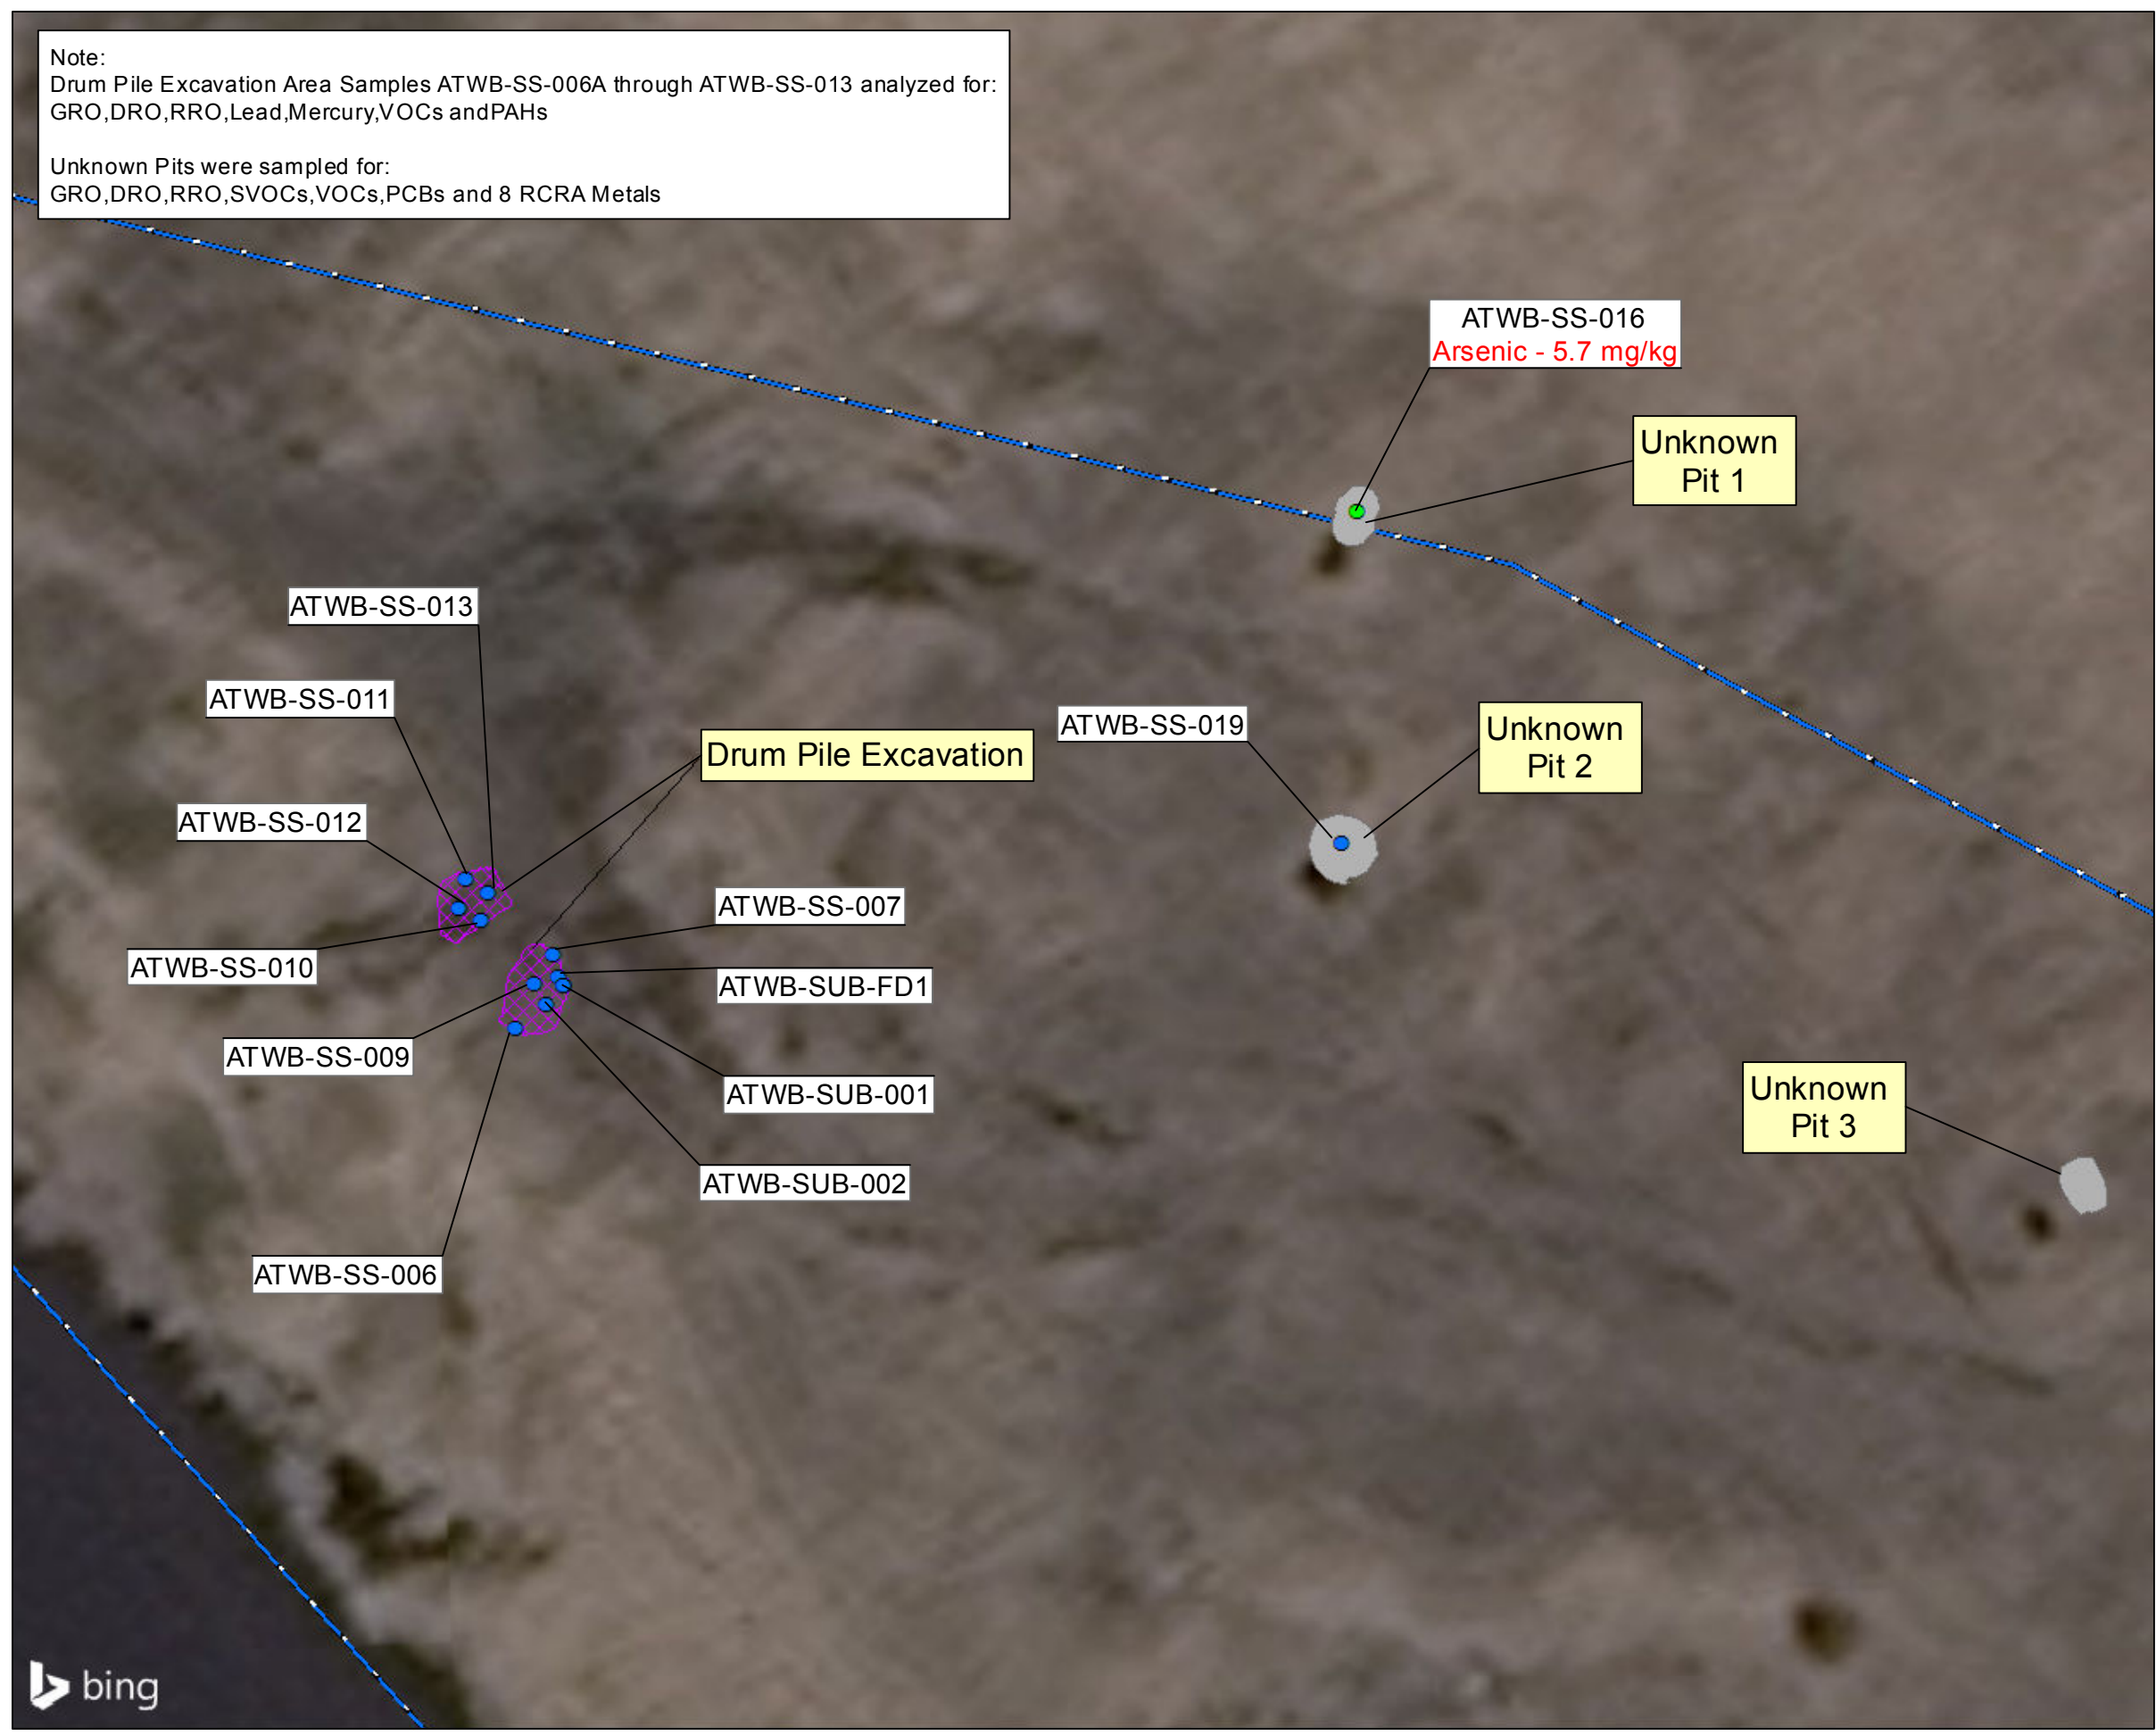 Note:
Drum Pile Excavation Area Samples ATWB-SS-006A through ATWB-SS-013 analyzed for:
GRO,DRO,RRO,Lead,Mercury,VOCs andPAHs
Unknown Pits were sampled for:
GRO,DRO,RRO,SVOCs,VOCs,PCBs and 8 RCRA Metals
ATWB-SS-016
Arsenic - 5.7 mg/kg
Unknown
Pit 1
ATWB-SS-013
ATWB-SS-011
ATWB-SS-019
Unknown
Pit 2
Drum Pile Excavation
ATWB-SS-012
ATWB-SS-007
ATWB-SS-010
ATWB-SUB-FD1
ATWB-SS-009
ATWB-SUB-001
Unknown
Pit 3
ATWB-SUB-002
ATWB-SS-006
bing